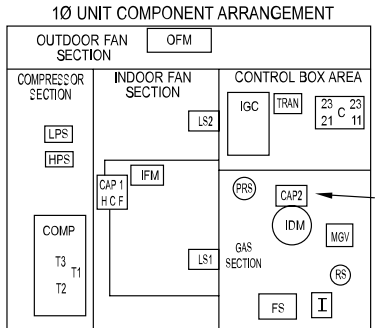 1Ø UNIT COMPONENT ARRANGEMENT
OUTDOOR FAN
SECTION
OFM
COMPRESSOR
SECTION
INDOOR FAN
SECTION
CONTROL BOX AREA
LPS
HPS
LS2
IGC
TRAN
23 C 23
21 11
CAP 1
H C F
IFM
COMP
T3
T1
T2
LS1
GAS
SECTION
PRS
CAP2
IDM
MGV
RS
FS
I